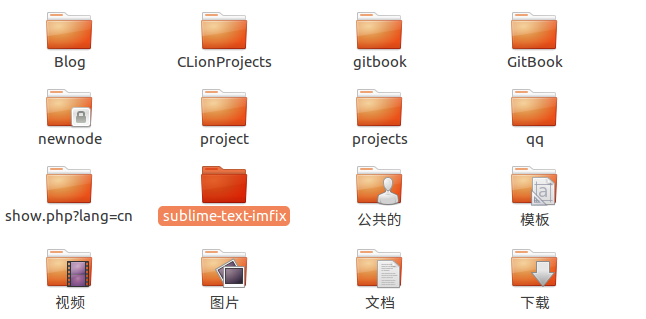 Blog
CLionProjects
gitbook
GitBook
newnode
project
projects
qq
show.php?lang=cn
sublime-text-imfix
公共的
模板
视频
图片
文档
下载